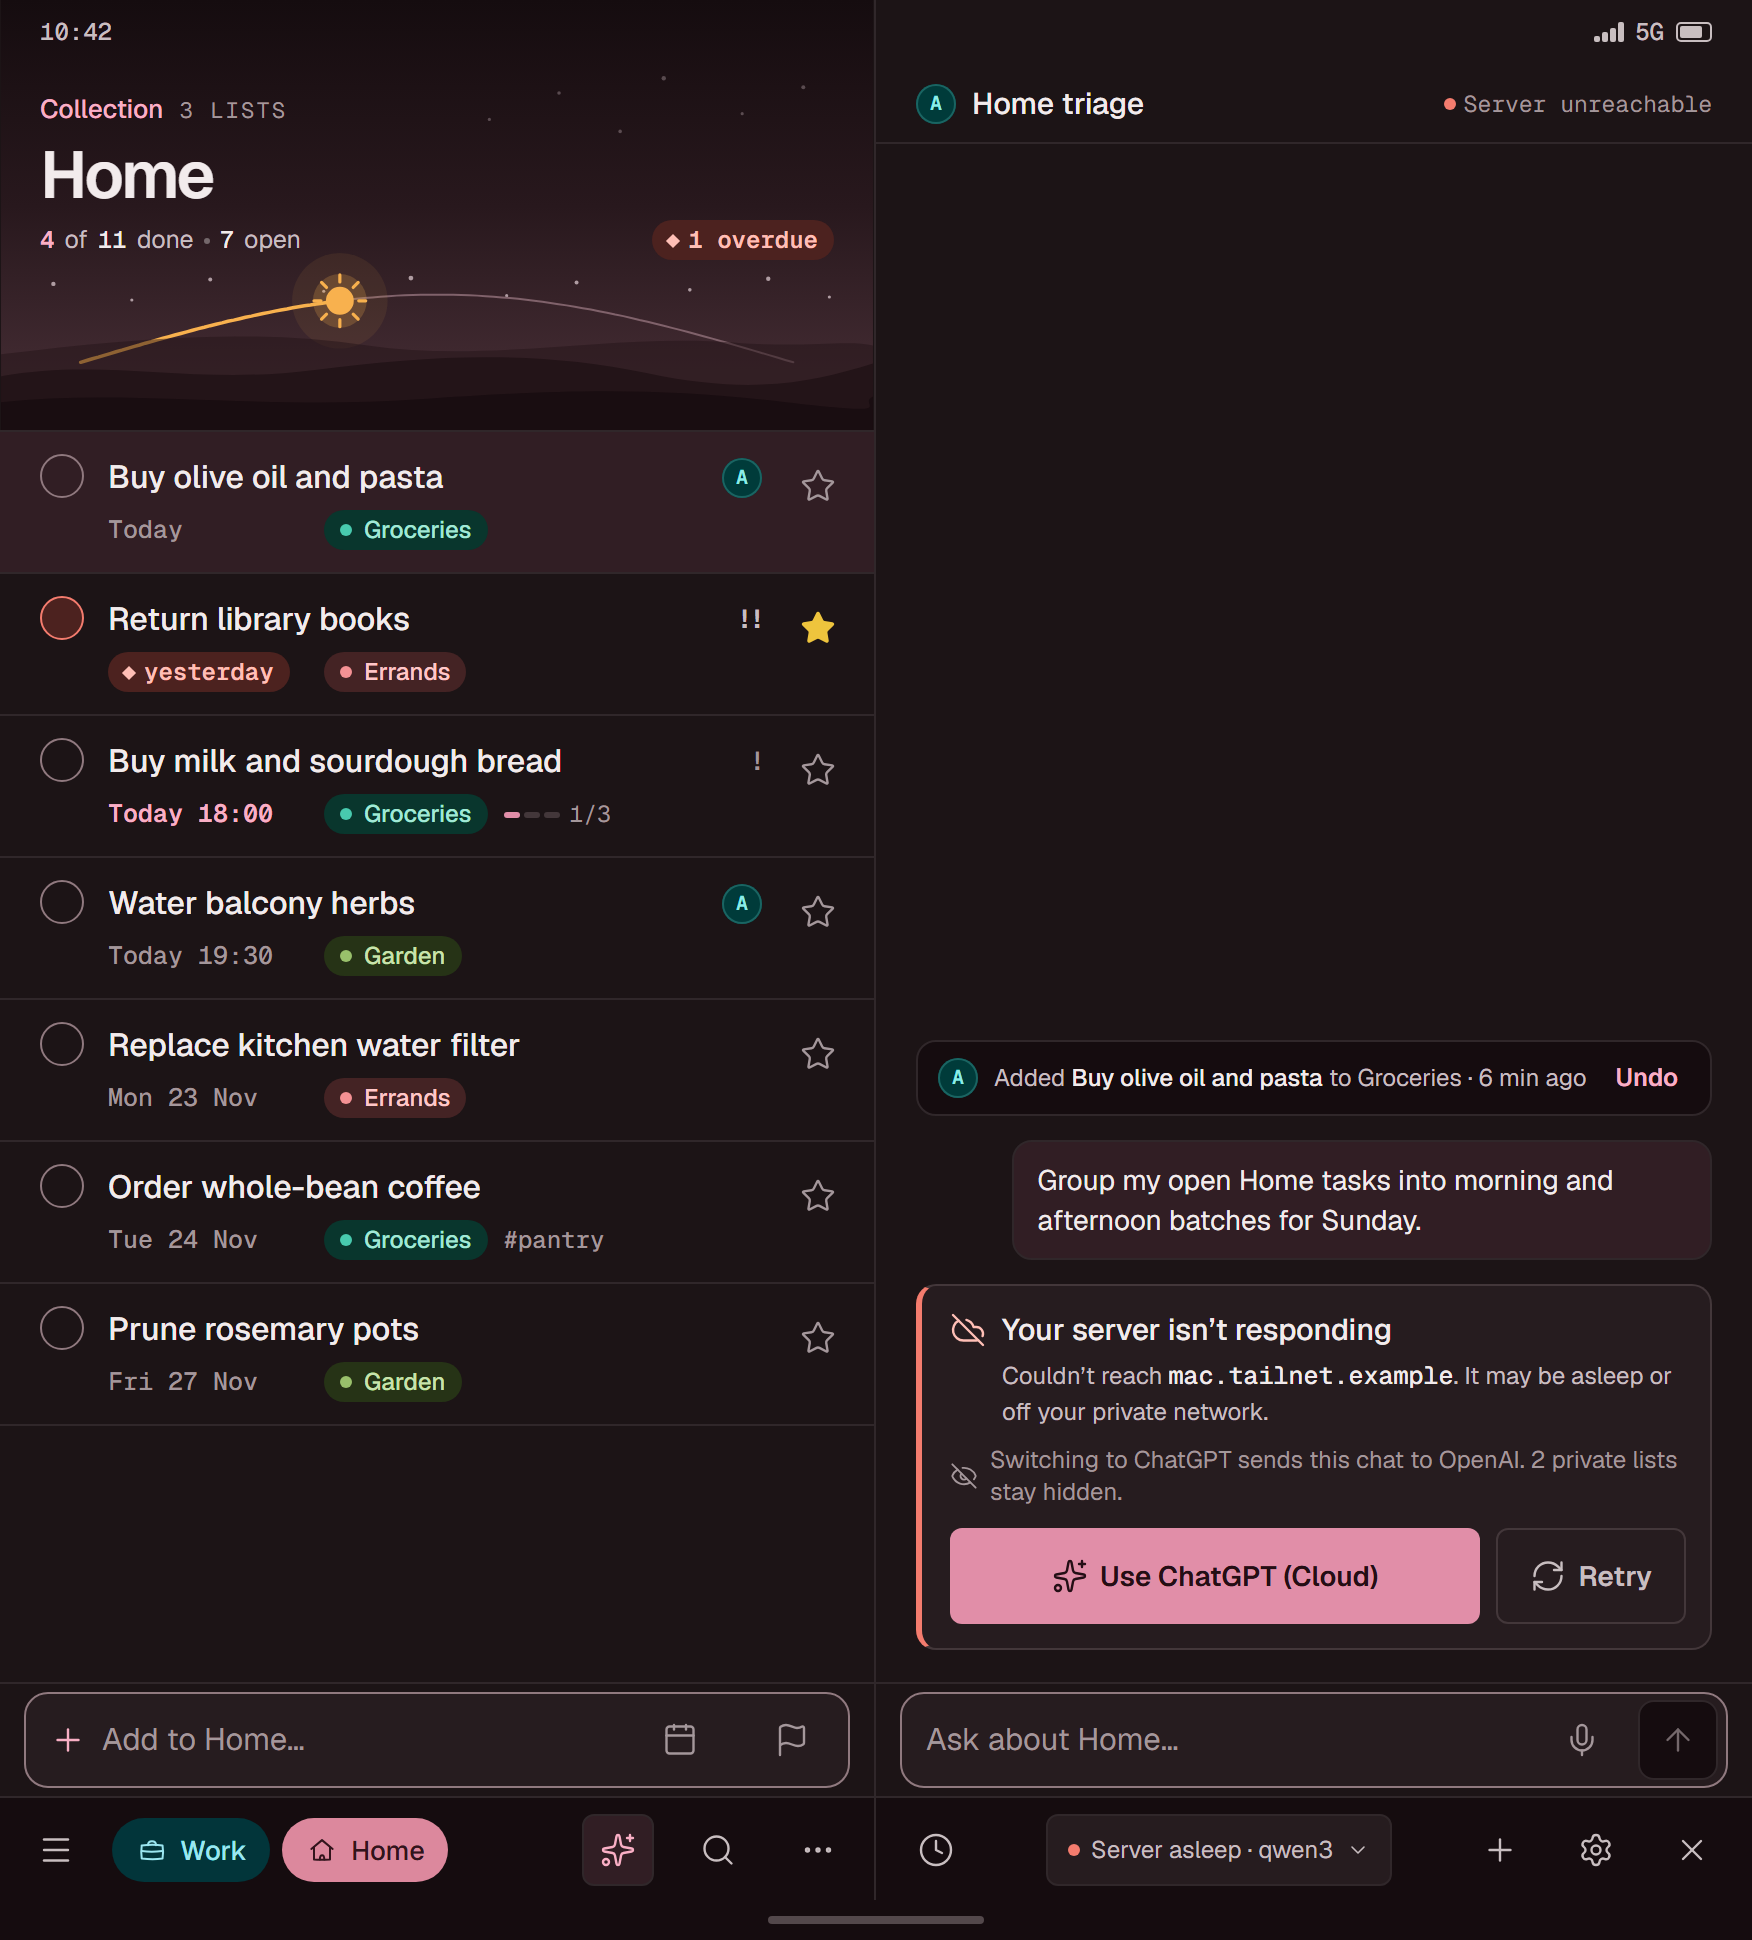 10:42
5G
Collection 3 LISTS
Home
4 of 11 done • 7 open
1 overdue
Buy olive oil and pasta
A
Today
Groceries
Return library books
!!
yesterday
Errands
Buy milk and sourdough bread
!
Today 18:00
Groceries
1/3
Water balcony herbs
A
Today 19:30
Garden
Replace kitchen water filter
Mon 23 Nov
Errands
Order whole-bean coffee
Tue 24 Nov
Groceries
#pantry
Prune rosemary pots
Fri 27 Nov
Garden
Add to Home…
Work
Home
A
Home triage
Server unreachable
A
Added Buy olive oil and pasta to Groceries · 6 min ago
Undo
Group my open Home tasks into morning and
afternoon batches for Sunday.
Your server isn’t responding
Couldn’t reach mac.tailnet.example. It may be asleep or
off your private network.
Switching to ChatGPT sends this chat to OpenAI. 2 private lists
stay hidden.
Use ChatGPT (Cloud)
Retry
Ask about Home…
Server asleep · qwen3